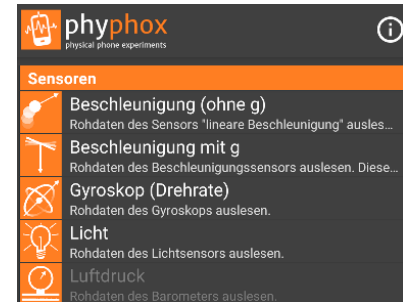 phyphox
physical phone experiments
Sensoren
Beschleunigung (ohne g)
Rohdaten des Sensors "lineare Beschleunigung" ausles...
Beschleunigung mit g
Rohdaten des Beschleunigungssensors auslesen. Diese...
Gyroskop (Drehrate)
Rohdaten des Gyroskops auslesen.
Licht
Rohdaten des Lichtsensors auslesen.
Luftdruck
Rohdaten des Barometers auslesen.